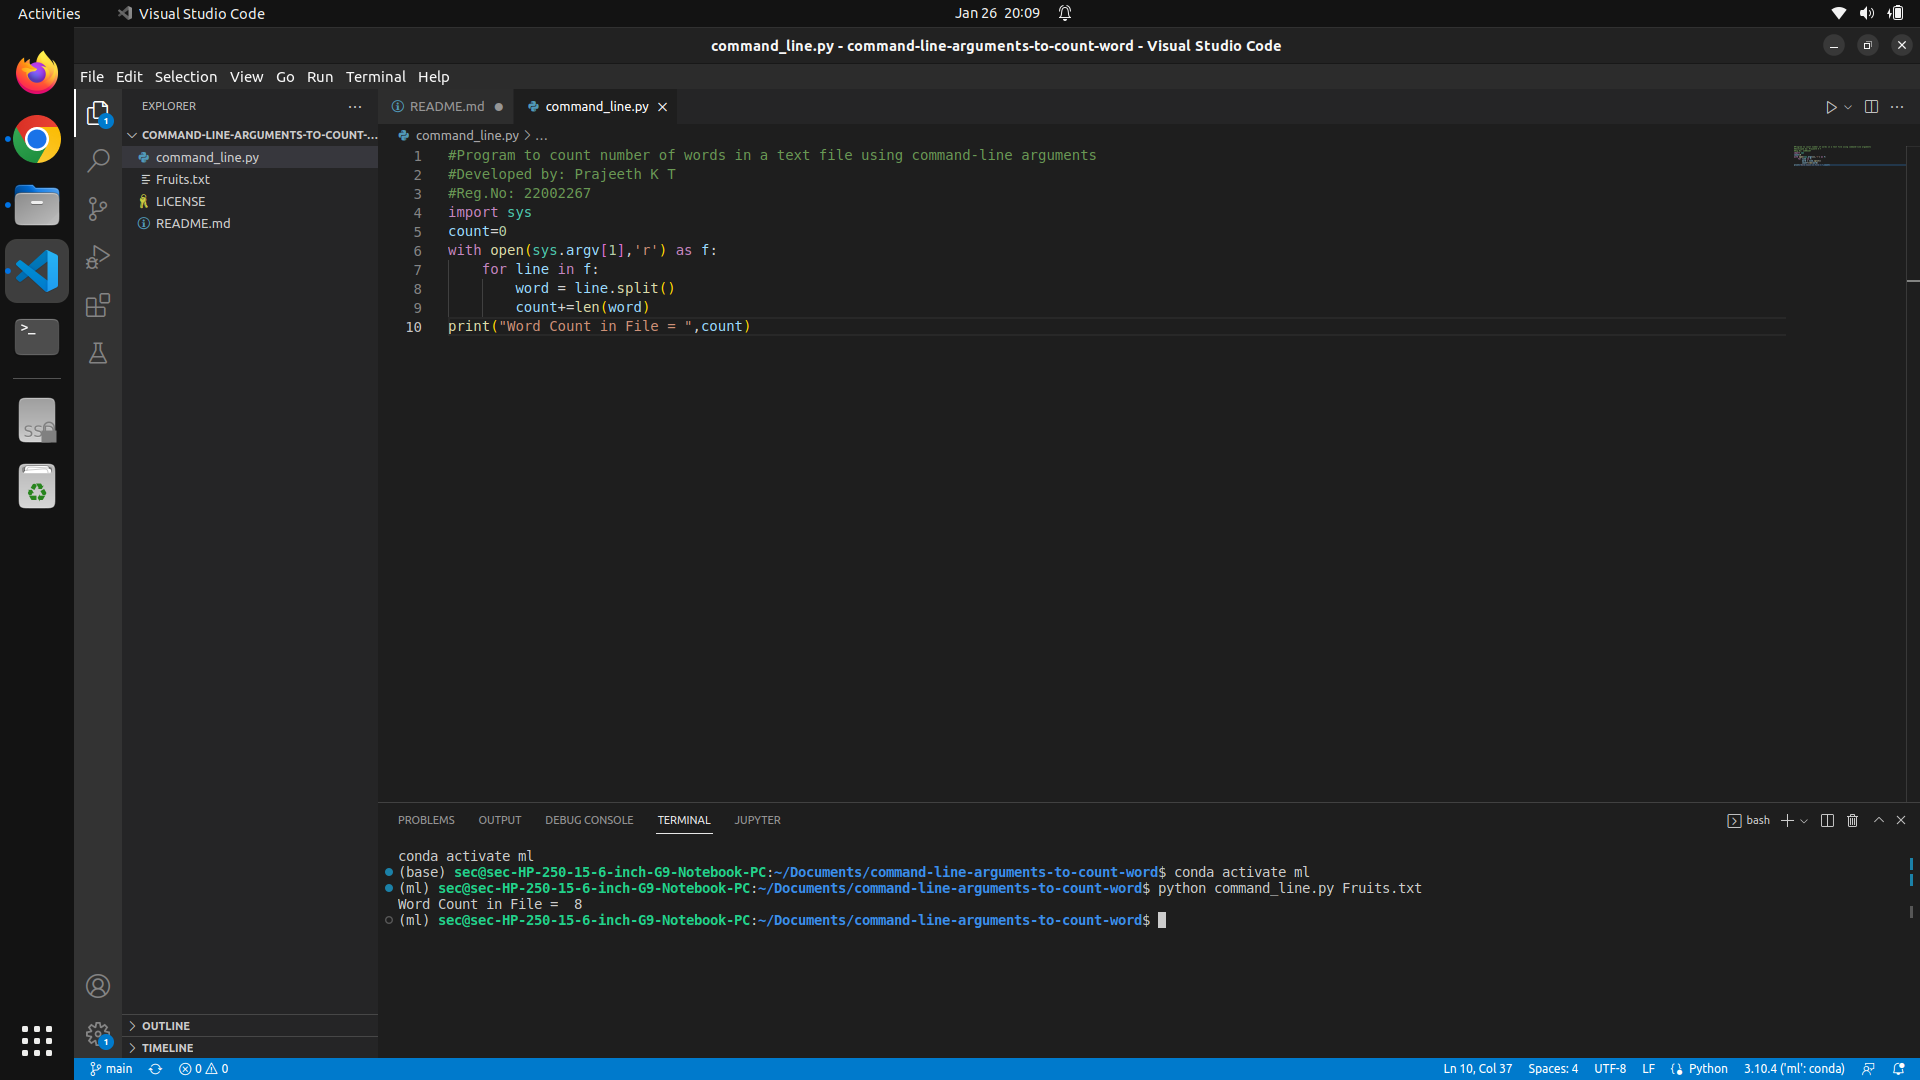 Activities
Visual Studio Code
Jan 26 20:09
command_line.py - command-line-arguments-to-count-word - Visual Studio Code
File Edit Selection View Go Run Terminal Help
EXPLORER
README.md
command_line.py
COMMAND-LINE-ARGUMENTS-TO-COUNT-...
command_line.py
Fruits.txt
LICENSE
README.md
command_line.py > ...
1 #Program to count number of words in a text file using command-line arguments
2 #Developed by: Prajeeth K T
3 #Reg.No: 22002267
4 import sys
5 count=0
6 with open(sys.argv[1],'r') as f:
7     for line in f:
8         word = line.split()
9         count+=len(word)
10 print("Word Count in File = ",count)
PROBLEMS OUTPUT DEBUG CONSOLE TERMINAL JUPYTER
bash
conda activate ml
(base) sec@sec-HP-250-15-6-inch-G9-Notebook-PC:~/Documents/command-line-arguments-to-count-word$ conda activate ml
(ml) sec@sec-HP-250-15-6-inch-G9-Notebook-PC:~/Documents/command-line-arguments-to-count-word$ python command_line.py Fruits.txt
Word Count in File =  8
(ml) sec@sec-HP-250-15-6-inch-G9-Notebook-PC:~/Documents/command-line-arguments-to-count-word$
1
SSD
1
OUTLINE
TIMELINE
main 0 0 Ln 10, Col 37 Spaces: 4 UTF-8 LF Python 3.10.4 ('ml': conda)